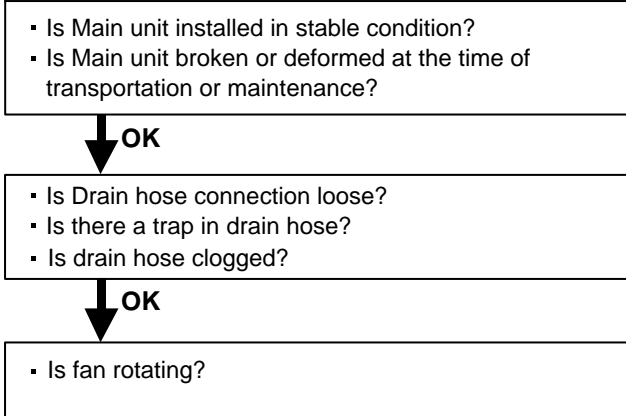 ▪ Is Main unit installed in stable condition?
▪ Is Main unit broken or deformed at the time of
transportation or maintenance?
OK
▪ Is Drain hose connection loose?
▪ Is there a trap in drain hose?
▪ Is drain hose clogged?
OK
▪ Is fan rotating?